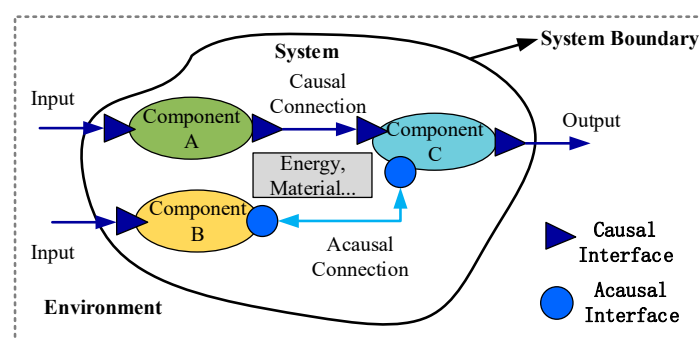 System Boundary
System
Input
Causal
Connection
Component
A
Component
C
Output
Energy,
Material...
Component
B
Input
Acausal
Connection
Causal
Interface
Acausal
Interface
Environment